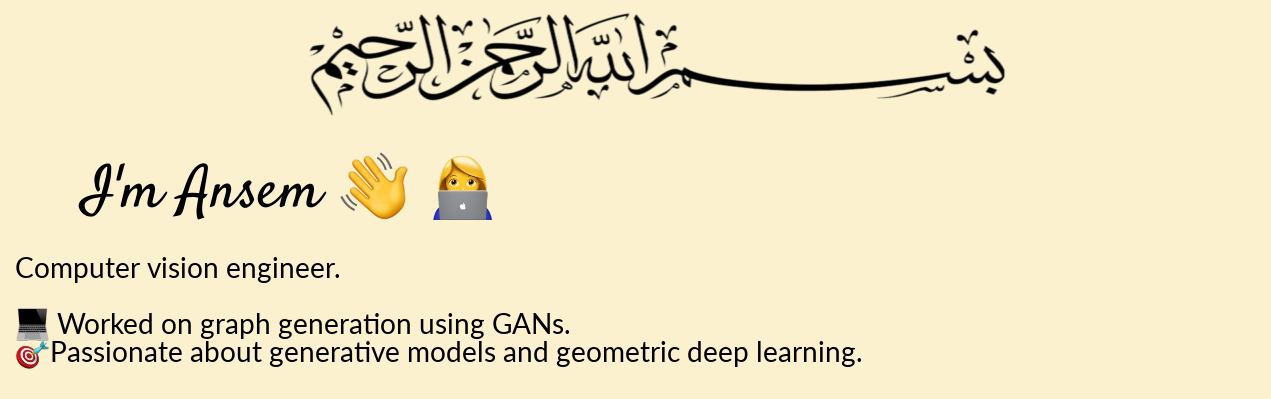 بسم الله الرحمن الرحيم
I'm Ansem 👋 👩‍💻
Computer vision engineer.
💻 Worked on graph generation using GANs.
🎯Passionate about generative models and geometric deep learning.